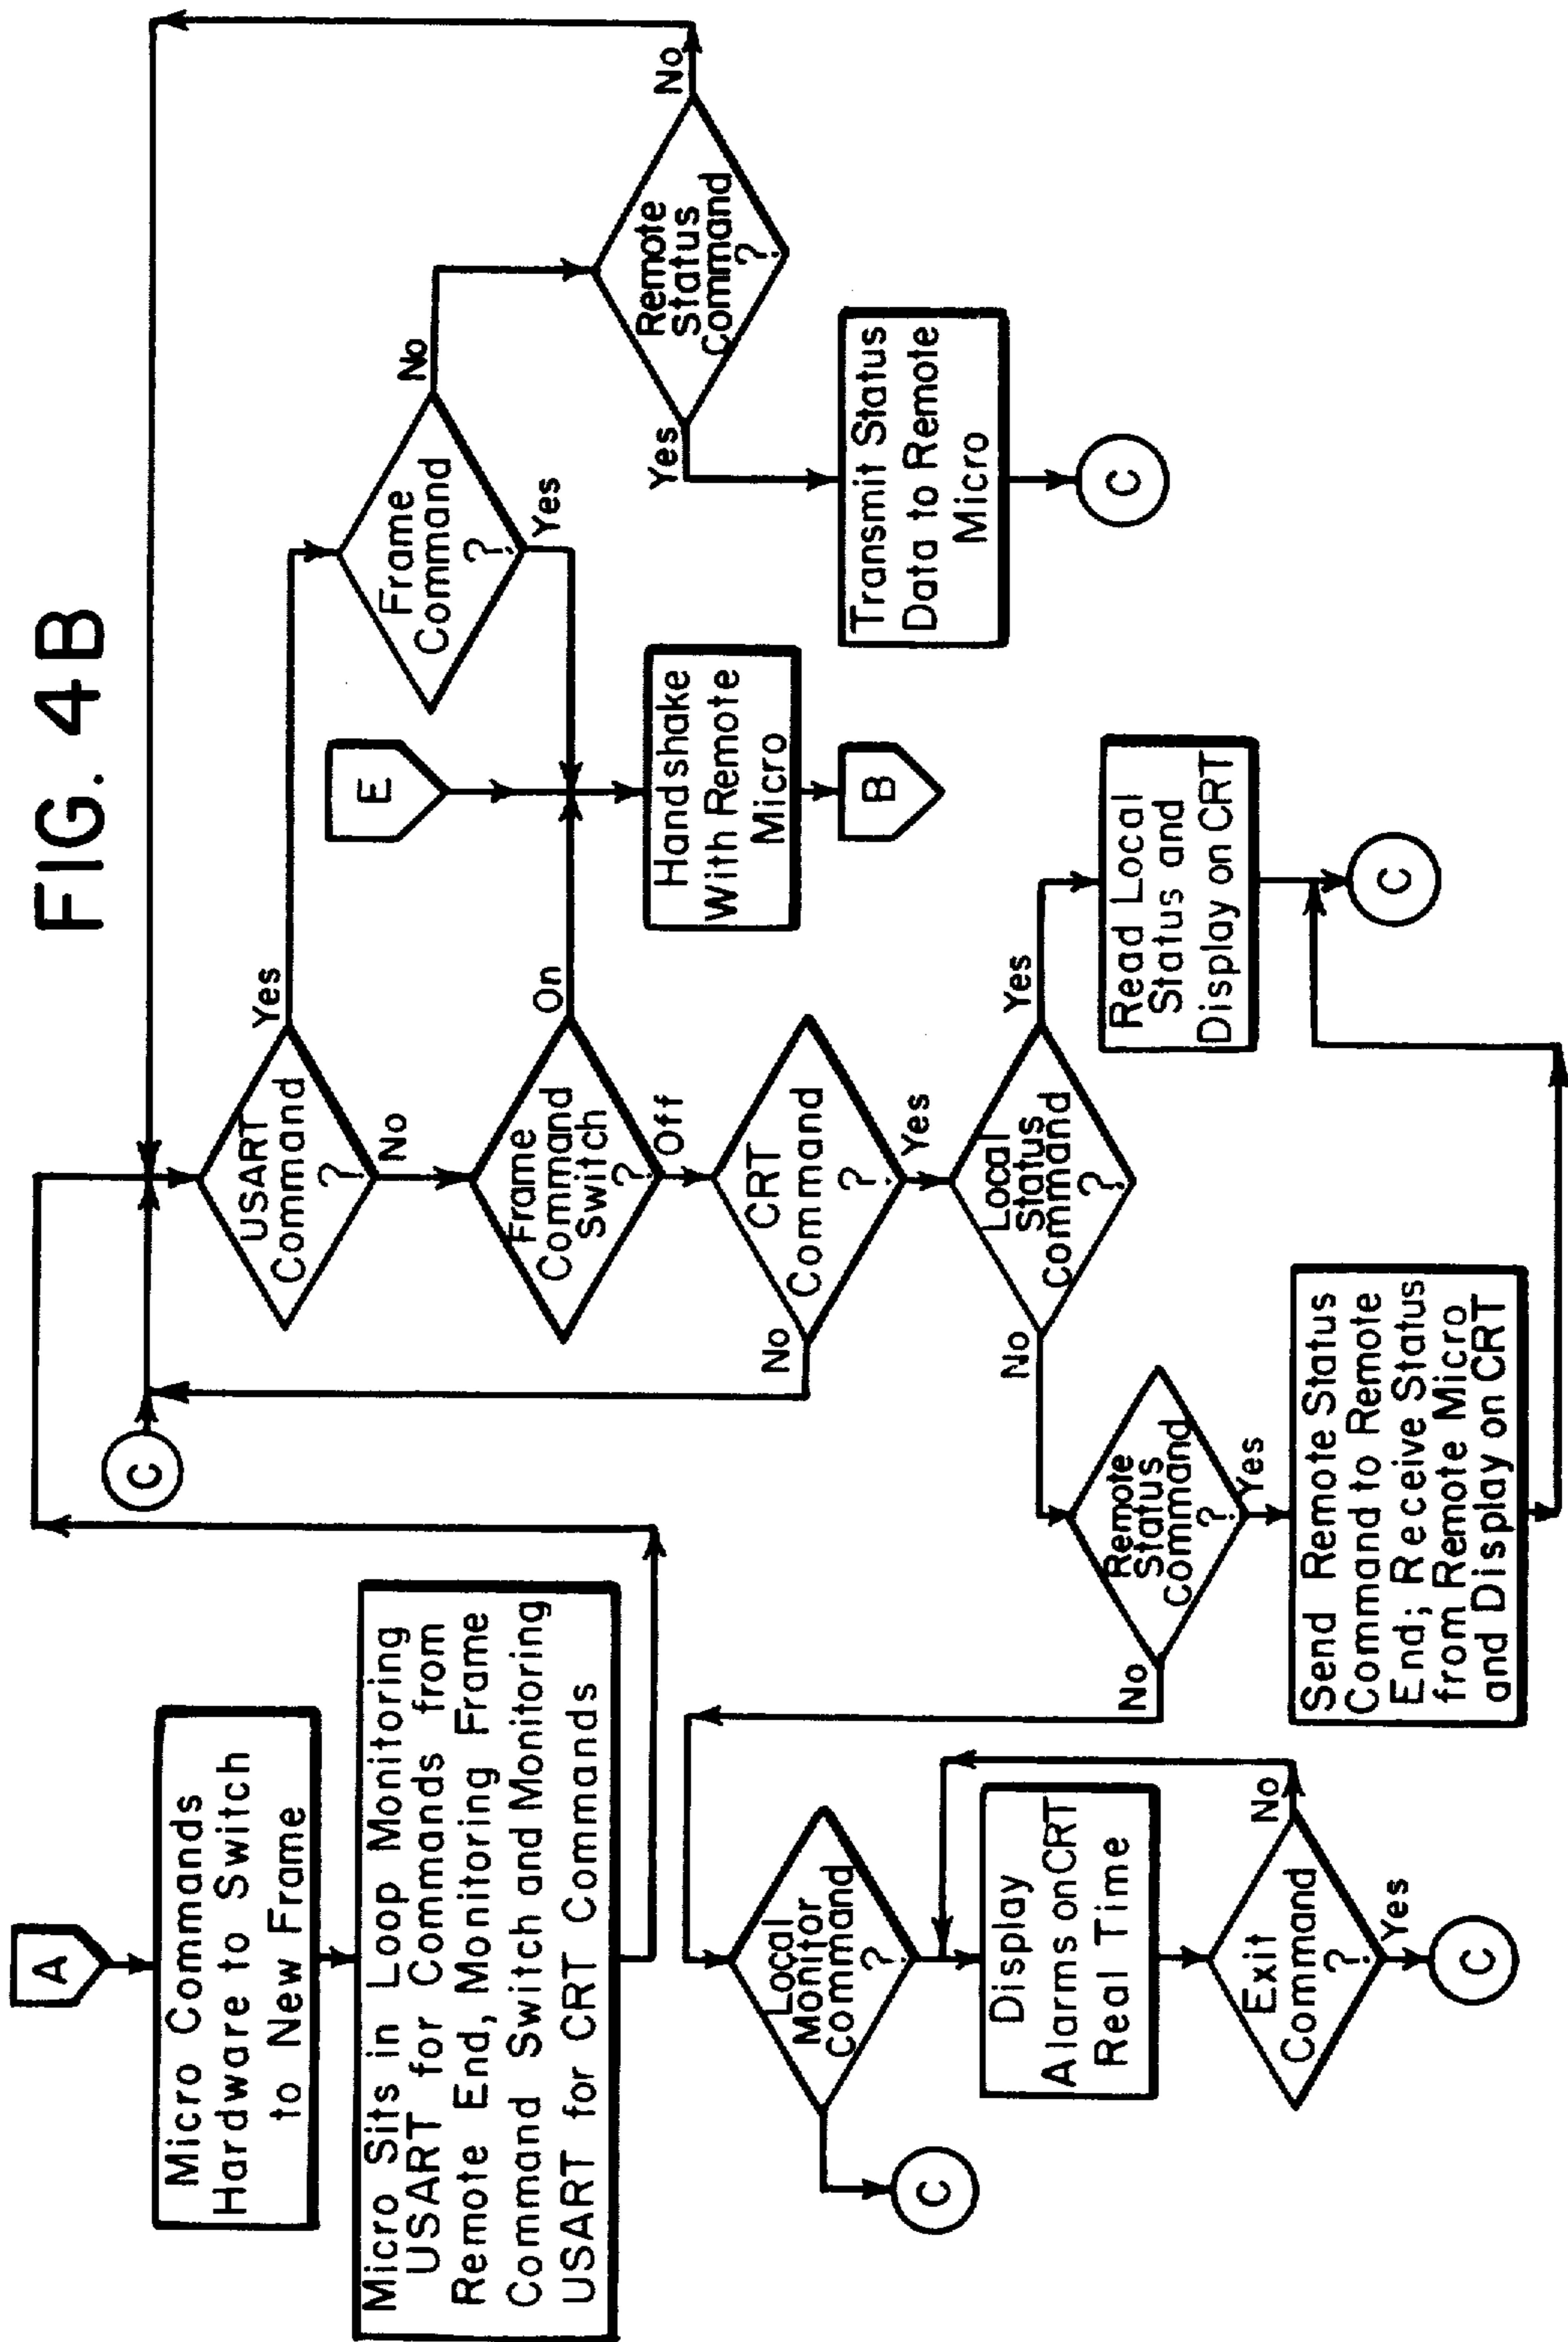 FIG. 4B
A
Micro Commands
Hardware to Switch
to New Frame
Micro Sits in Loop Monitoring
USART for Commands from
Remote End, Monitoring Frame
Command Switch and Monitoring
USART for CRT Commands
C
USART
Command
?
Yes
No
Frame
Command
?
No
Yes
Remote
Status
Command
?
No
Yes
Transmit Status
Data to Remote
Micro
C
E
Handshake
With Remote
Micro
B
Frame
Command
Switch
?
On
Off
CRT
Command
?
No
Yes
Local
Status
Command
?
Yes
No
Read Local
Status and
Display on CRT
C
Remote
Status
Command
?
No
Yes
Send Remote Status
Command to Remote
End; Receive Status
from Remote Micro
and Display on CRT
Local
Monitor
Command
?
C
Display
Alarms on CRT
Real Time
Exit
Command
?
No
Yes
C